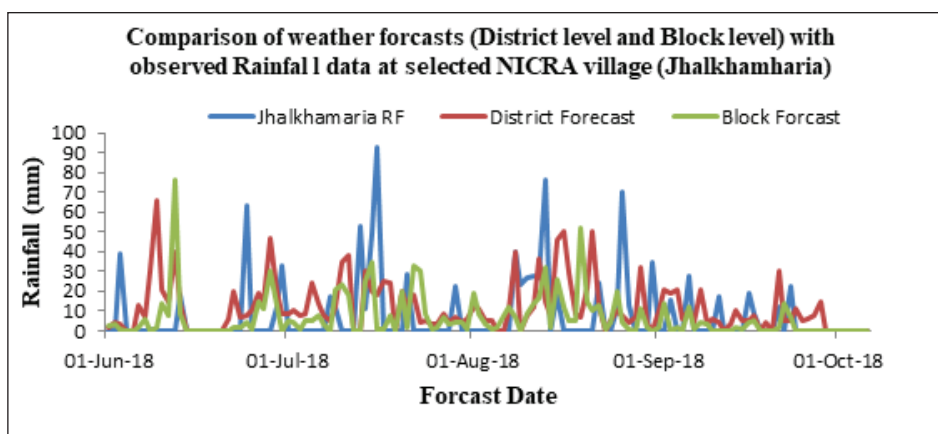 Comparison of weather forcasts (District level and Block level) with
observed Rainfal l data at selected NICRA village (Jhalkhamharia)
Jhalkhamaria RF District Forecast Block Forcast
100
90
80
70
60
50
40
30
20
10
0
Rainfall (mm)
01-Jun-18 01-Jul-18 01-Aug-18 01-Sep-18 01-Oct-18
Forcast Date